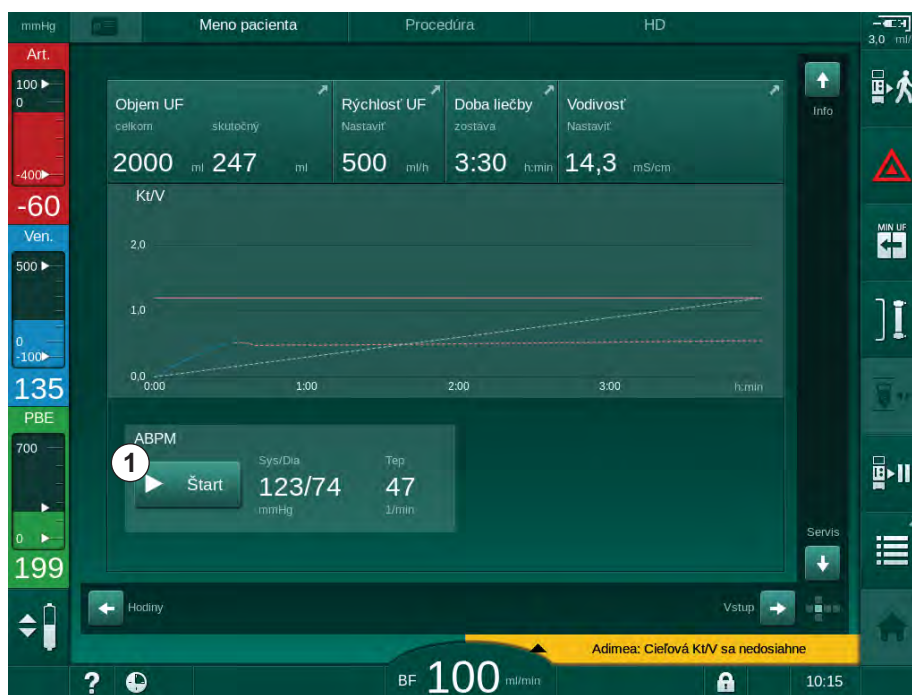 mmHg
Meno pacienta
Procedúra
HD
3,0 ml/
Art.
100
0
-400
-60
Ven.
500
0
-100
135
PBE
700
0
199
Objem UF
celkom skutočný
2000 ml 247 ml
Rýchlosť UF
Nastaviť
500 ml/h
Doba liečby
zostáva
3:30 h:min
Vodivosť
Nastaviť
14,3 mS/cm
Info
MIN UF
Kt/V
2,0
1,0
0,0
0:00 1:00 2:00 3:00 h:min
ABPM
1
Štart
Sys/Dia
123/74
mmHg
Tep
47
1/min
Servis
Hodiny
Vstup
Adimea: Cieľová Kt/V sa nedosiahne
?
BF 100 ml/min
10:15